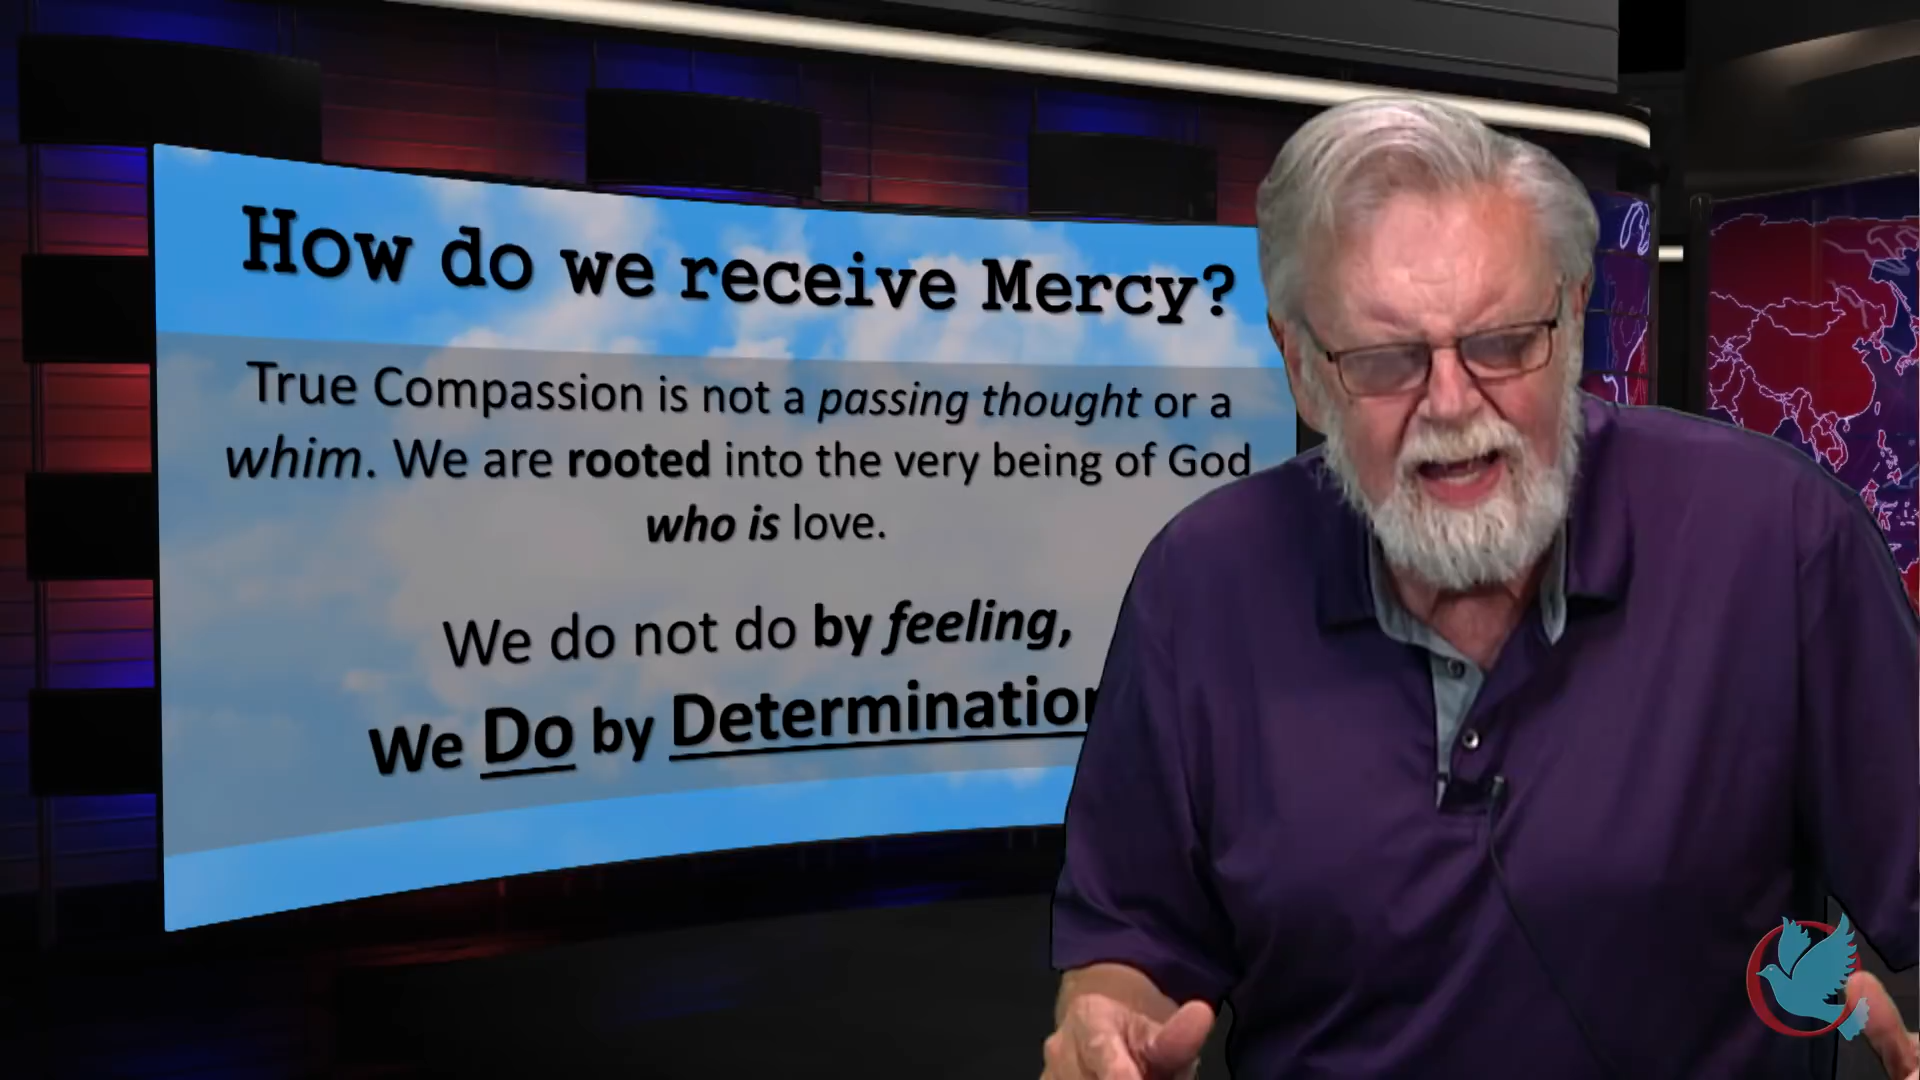 How do we receive Mercy?
True Compassion is not a passing thought or a
whim. We are rooted into the very being of God
who is love.
We do not do by feeling,
We Do by Determination